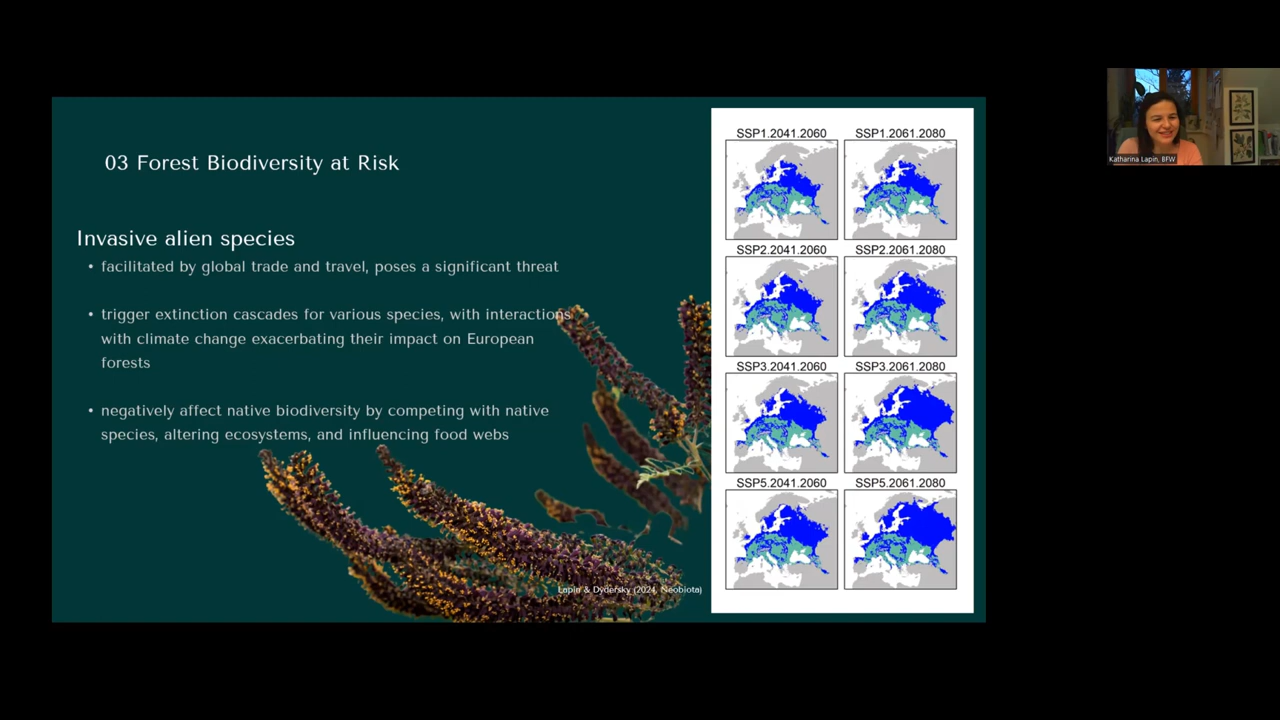 03 Forest Biodiversity at Risk
Invasive alien species
• facilitated by global trade and travel, poses a significant threat
• trigger extinction cascades for various species, with interactions
with climate change exacerbating their impact on European
forests
• negatively affect native biodiversity by competing with native
species, altering ecosystems, and influencing food webs
Lapin & Dydersky (2024, Neobiota)
SSP1.2041.2060 SSP1.2061.2080
SSP2.2041.2060 SSP2.2061.2080
SSP3.2041.2060 SSP3.2061.2080
SSP5.2041.2060 SSP5.2061.2080
Katharina Lapin, BFW